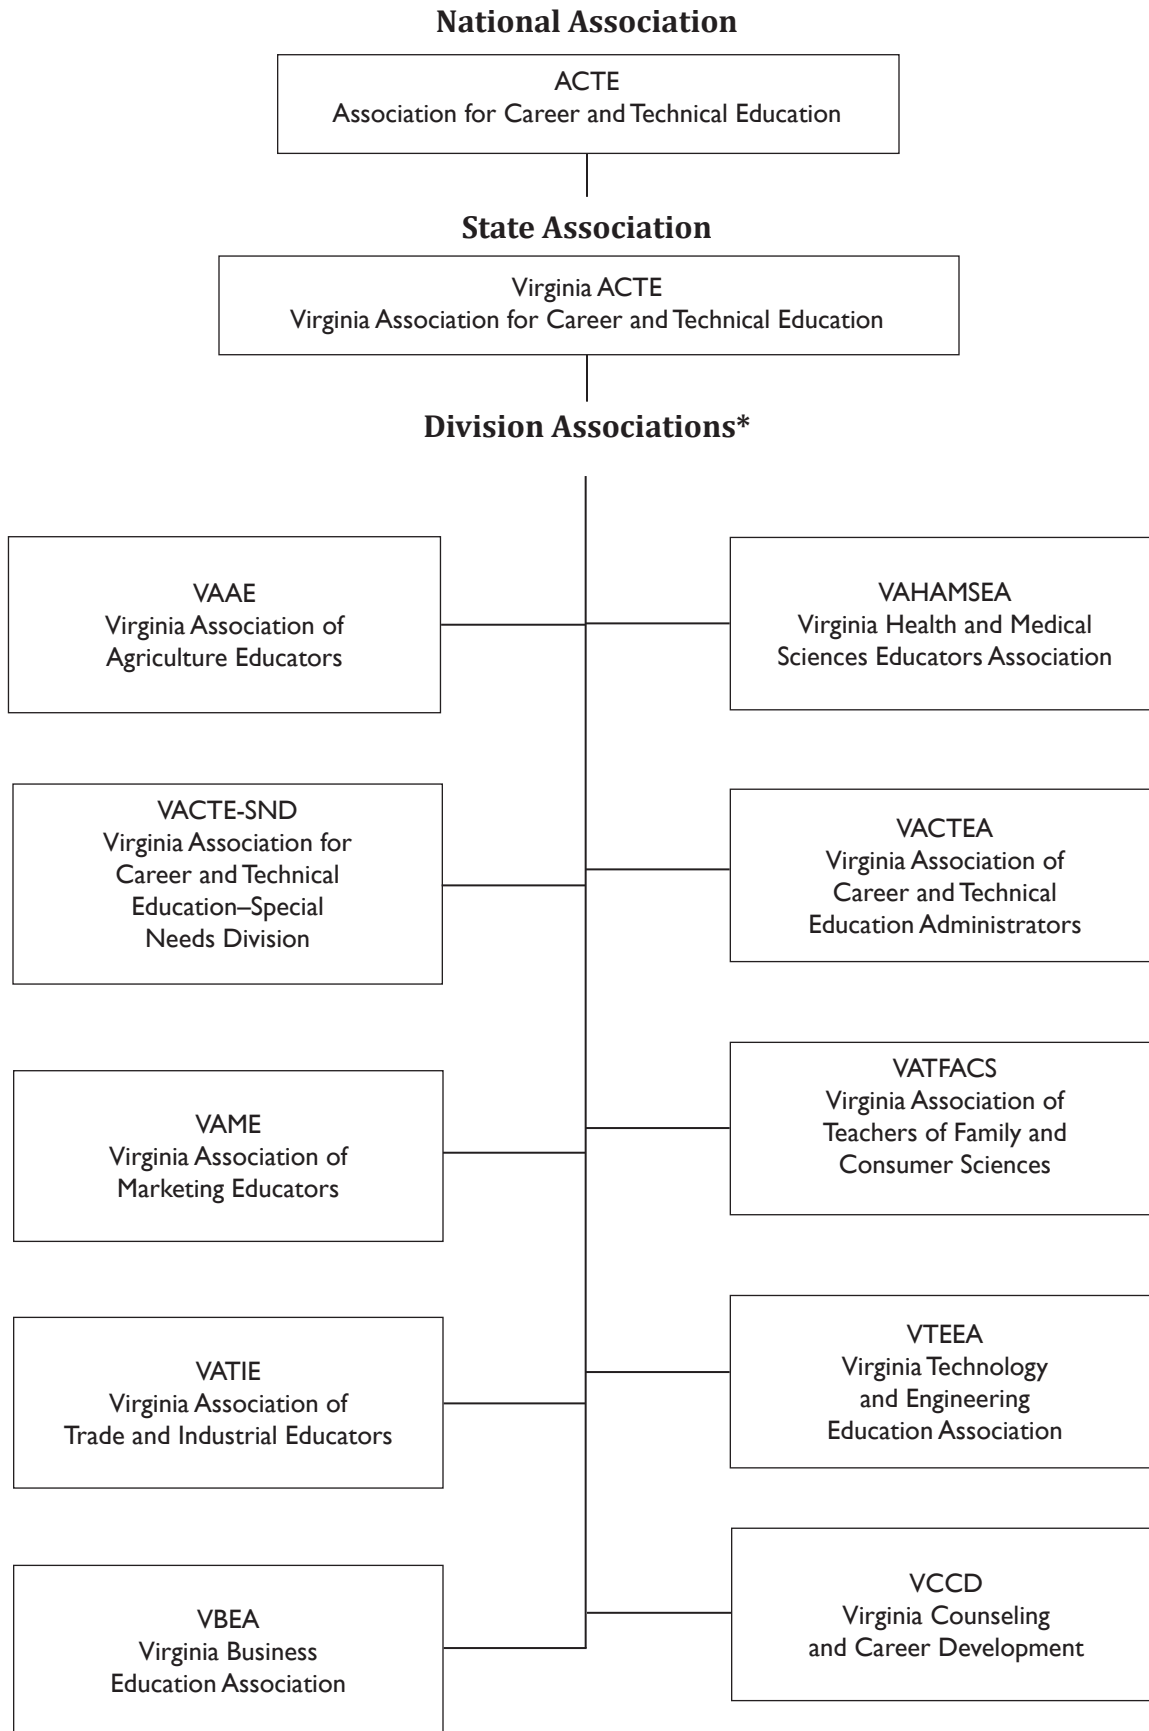 National Association
ACTE
Association for Career and Technical Education
State Association
Virginia ACTE
Virginia Association for Career and Technical Education
Division Associations*
VAAE
Virginia Association of
Agriculture Educators
VAHAMSEA
Virginia Health and Medical
Sciences Educators Association
VACTE-SND
Virginia Association for
Career and Technical
Education–Special
Needs Division
VACTEA
Virginia Association of
Career and Technical
Education Administrators
VAME
Virginia Association of
Marketing Educators
VATFACS
Virginia Association of
Teachers of Family and
Consumer Sciences
VATIE
Virginia Association of
Trade and Industrial Educators
VTEEA
Virginia Technology
and Engineering
Education Association
VBEA
Virginia Business
Education Association
VCCD
Virginia Counseling
and Career Development